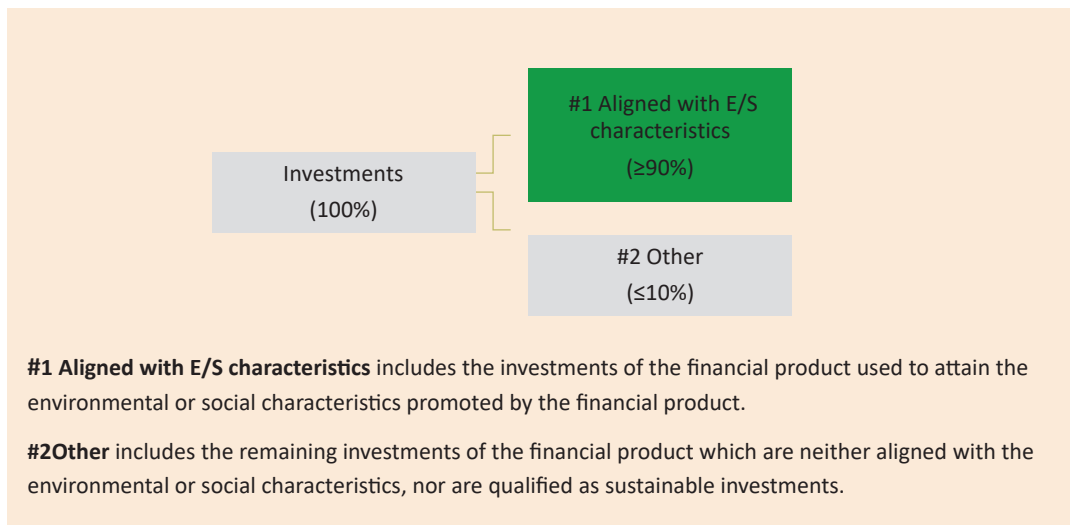 #1 Aligned with E/S
characteristics
(≥90%)
Investments
(100%)
#2 Other
(≤10%)
#1 Aligned with E/S characteristics includes the investments of the financial product used to attain the
environmental or social characteristics promoted by the financial product.
#2Other includes the remaining investments of the financial product which are neither aligned with the
environmental or social characteristics, nor are qualified as sustainable investments.